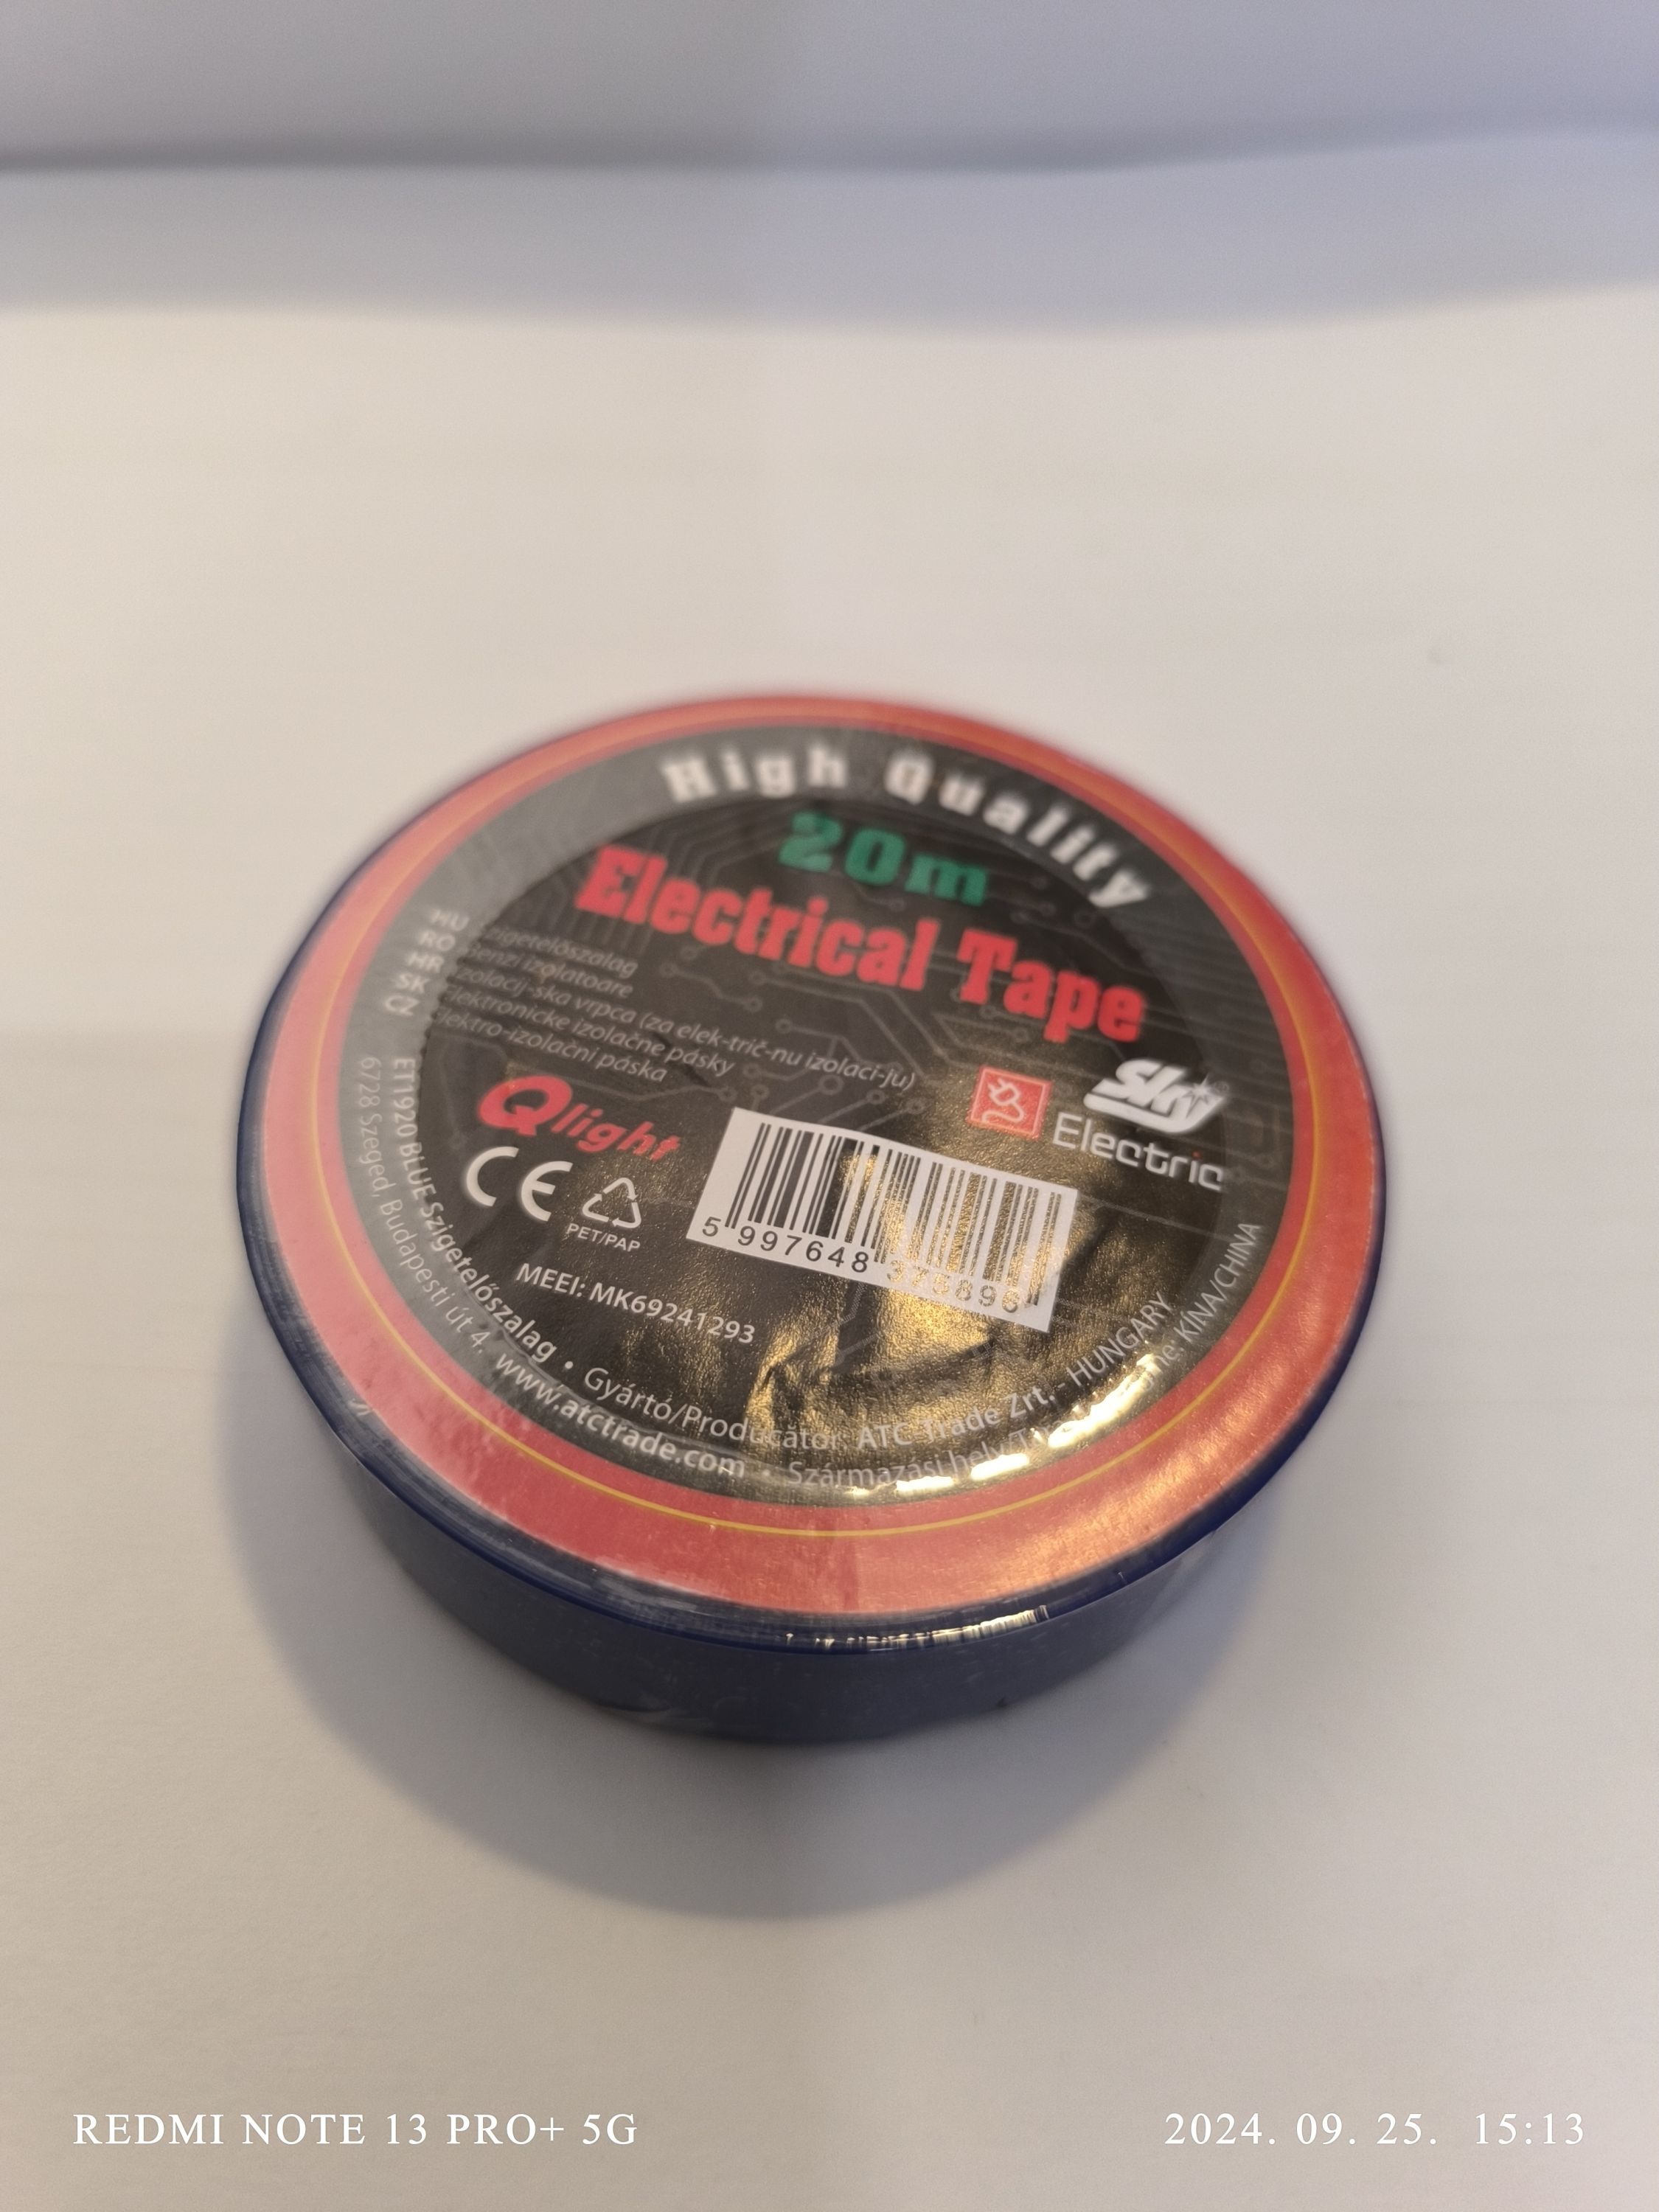 High Quality
20m
Electrical Tape
HU Szigetelőszalag
RO Benzi izolatoare
HR Izolacij-ska vrpca (za elek-trič-nu izolaci-ju)
SK Elektronicke izolačne pásky
CZ Elektro-izolační páska
Qlight
Sky
Electric
CE
PET/PAP
5 997648
MEEI: MK69241293
ET1920 BLUE Szigetelőszalag • Gyártó/Producător: ATC Trade Zrt. - HUNGARY
6728 Szeged, Budapesti út 4. www.atctrade.com • Származási hely KÍNA/CHINA
REDMI NOTE 13 PRO+ 5G
2024. 09. 25. 15:13